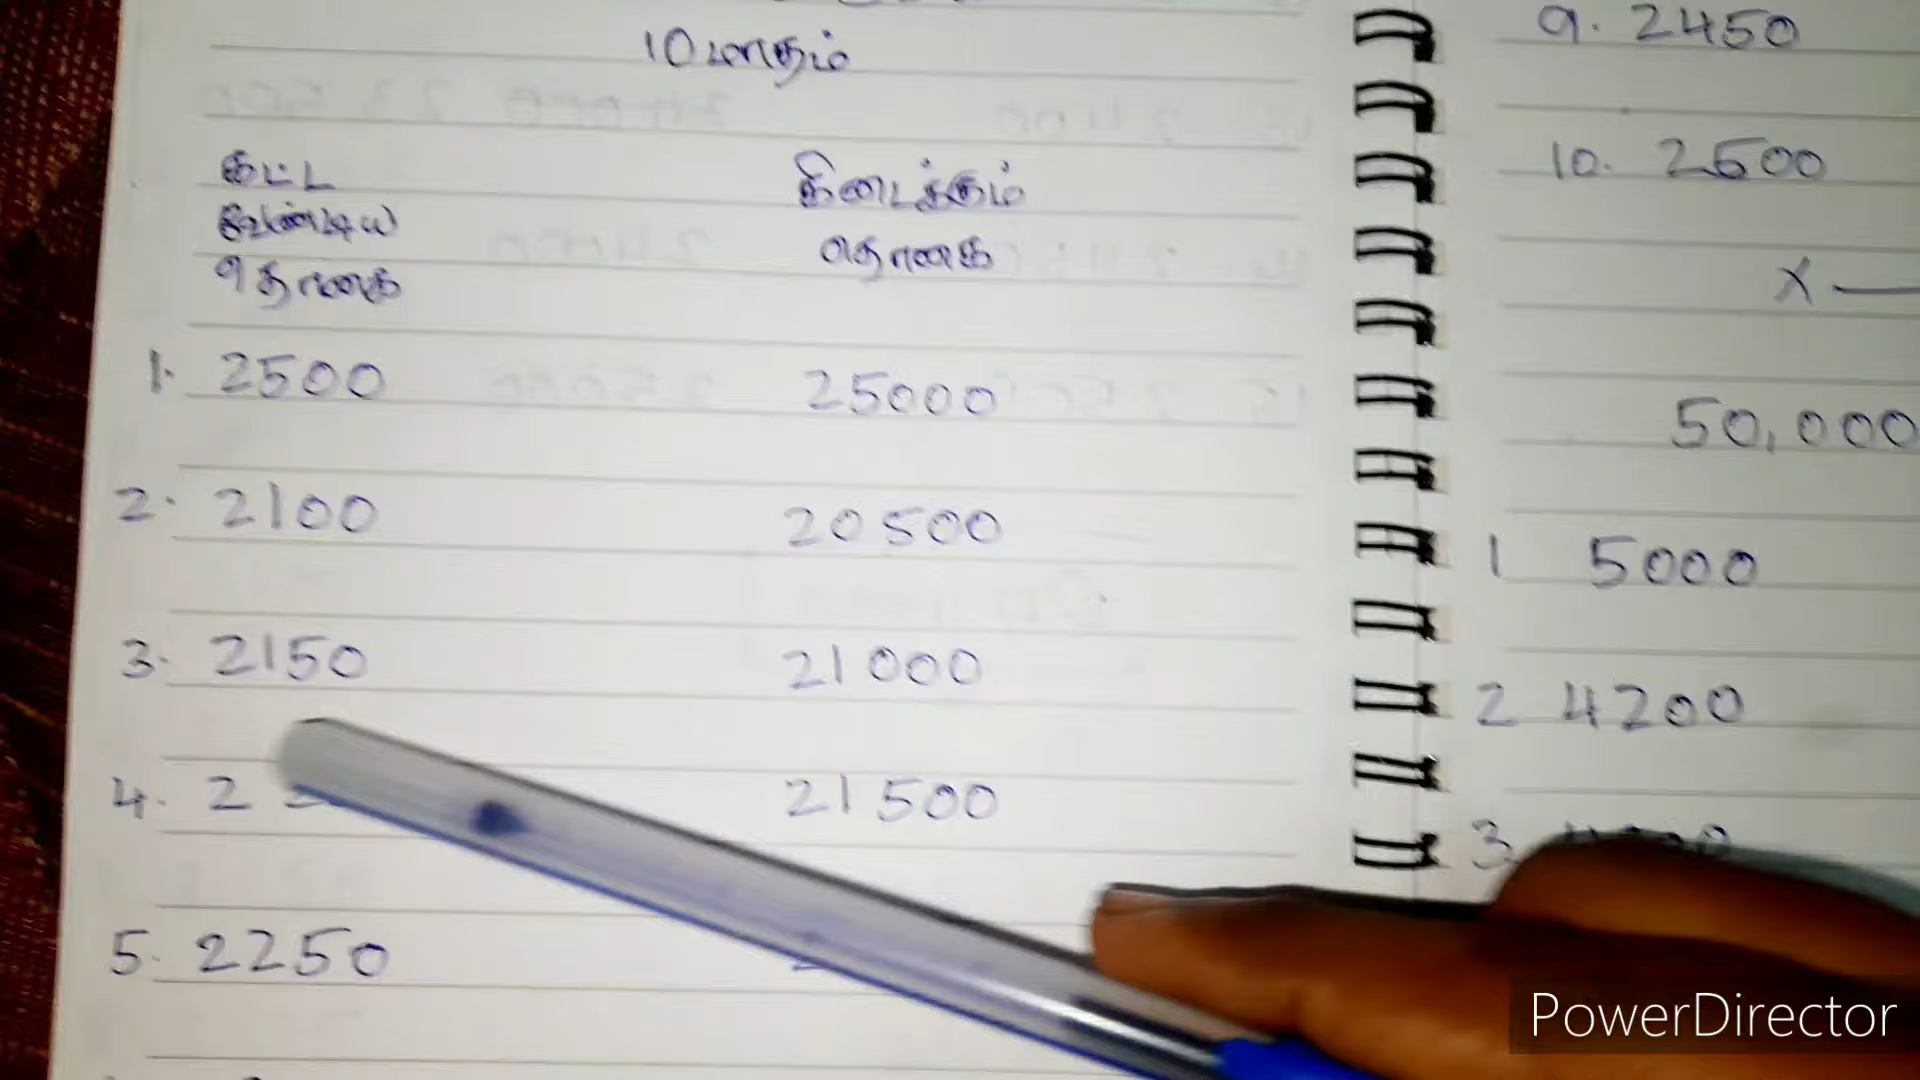 10 மாதம்
கட்ட
வேண்டிய
தொகை
கிடைக்கும்
தொகை
1. 2500 25000
2. 2100 20500
3. 2150 21000
4. 2 21500
5. 2250
9. 2450
10. 2500
x —
50,000
1 5000
2 4200
3.
PowerDirector